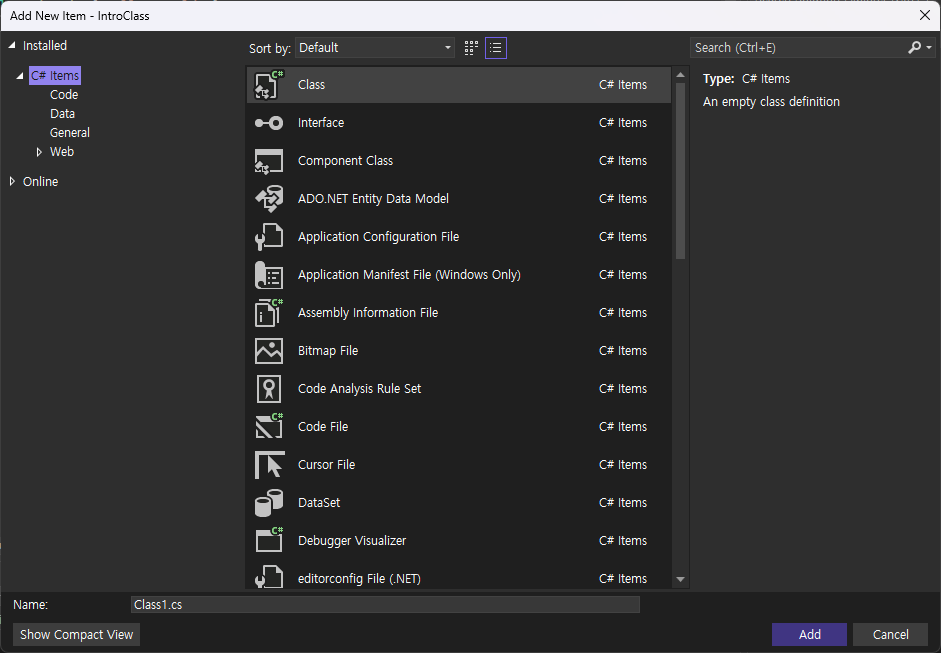 Add New Item - IntroClass
Installed
C# Items
Code
Data
General
Web
Online
Sort by: Default
Class C# Items
Interface C# Items
Component Class C# Items
ADO.NET Entity Data Model C# Items
Application Configuration File C# Items
Application Manifest File (Windows Only) C# Items
Assembly Information File C# Items
Bitmap File C# Items
Code Analysis Rule Set C# Items
Code File C# Items
Cursor File C# Items
DataSet C# Items
Debugger Visualizer C# Items
editorconfig File (.NET) C# Items
Search (Ctrl+E)
Type: C# Items
An empty class definition
Name: Class1.cs
Show Compact View
Add
Cancel